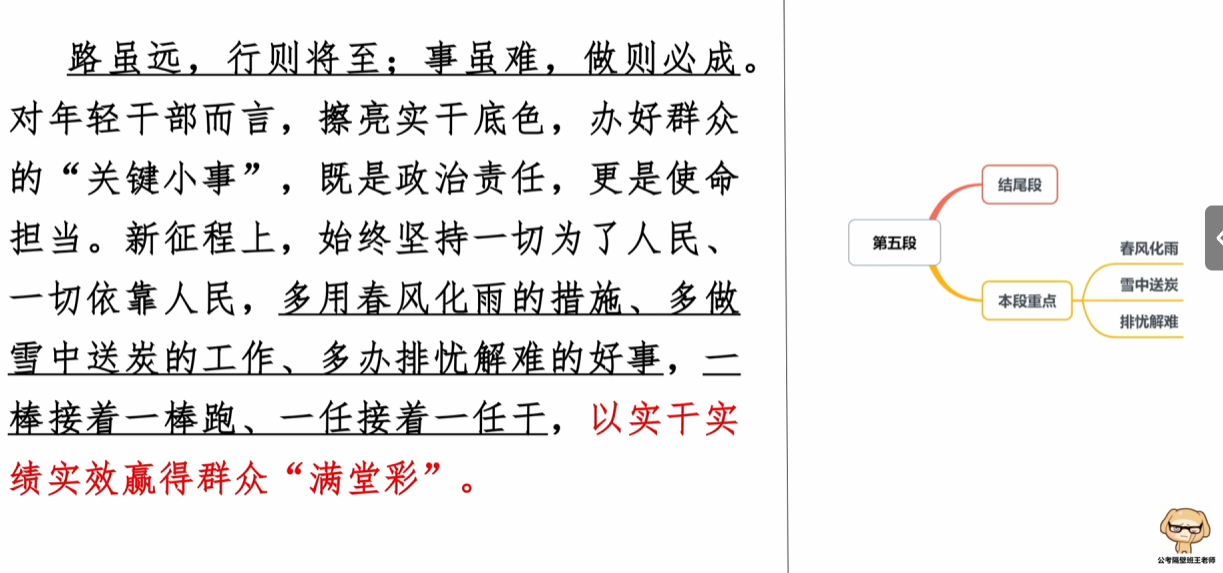 路虽远，行则将至；事虽难，做则必成。
对年轻干部而言，擦亮实干底色，办好群众
的“关键小事”，既是政治责任，更是使命
担当。新征程上，始终坚持一切为了人民、
一切依靠人民，多用春风化雨的措施、多做
雪中送炭的工作、多办排忧解难的好事，一
棒接着一棒跑、一任接着一任干，以实干实
绩实效赢得群众“满堂彩”。
第五段
结尾段
本段重点
春风化雨
雪中送炭
排忧解难
公考隔壁班王老师